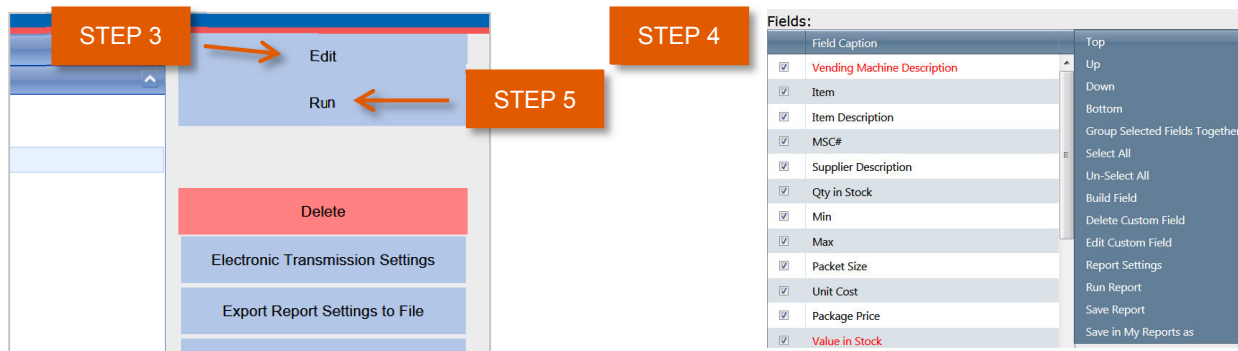 STEP 3
Edit
Run
STEP 5
Delete
Electronic Transmission Settings
Export Report Settings to File
STEP 4
Fields:
Field Caption
Vending Machine Description
Item
Item Description
MSC#
Supplier Description
Qty in Stock
Min
Max
Packet Size
Unit Cost
Package Price
Value in Stock
Top
Up
Down
Bottom
Group Selected Fields Together
Select All
Un-Select All
Build Field
Delete Custom Field
Edit Custom Field
Report Settings
Run Report
Save Report
Save in My Reports as